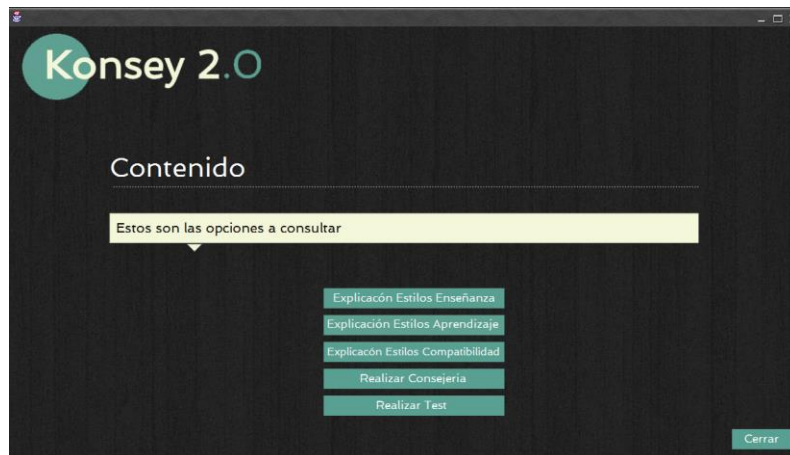 Konsey 2.0
Contenido
Estos son las opciones a consultar
Explicacón Estilos Enseñanza
Explicación Estilos Aprendizaje
Explicacón Estilos Compatibilidad
Realizar Consejeria
Realizar Test
Cerrar